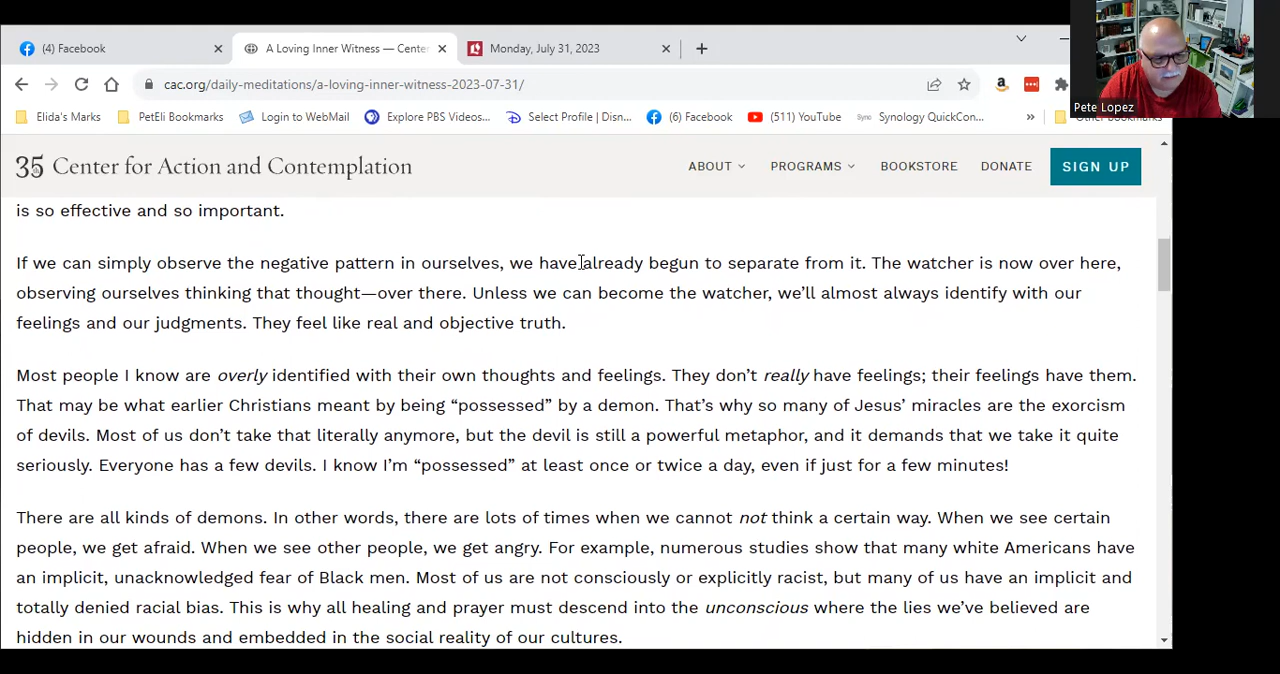 (4) Facebook
A Loving Inner Witness — Cente
Monday, July 31, 2023
cac.org/daily-meditations/a-loving-inner-witness-2023-07-31/
Elida's Marks
PetEli Bookmarks
Login to WebMail
Explore PBS Videos...
Select Profile | Disn...
(6) Facebook
(511) YouTube
Synology QuickCon...
»
Other Bookmarks
Pete Lopez
35 Center for Action and Contemplation
ABOUT
PROGRAMS
BOOKSTORE
DONATE
SIGN UP
is so effective and so important.
If we can simply observe the negative pattern in ourselves, we have already begun to separate from it. The watcher is now over here,
observing ourselves thinking that thought—over there. Unless we can become the watcher, we’ll almost always identify with our
feelings and our judgments. They feel like real and objective truth.
Most people I know are overly identified with their own thoughts and feelings. They don’t really have feelings; their feelings have them.
That may be what earlier Christians meant by being “possessed” by a demon. That’s why so many of Jesus’ miracles are the exorcism
of devils. Most of us don’t take that literally anymore, but the devil is still a powerful metaphor, and it demands that we take it quite
seriously. Everyone has a few devils. I know I’m “possessed” at least once or twice a day, even if just for a few minutes!
There are all kinds of demons. In other words, there are lots of times when we cannot not think a certain way. When we see certain
people, we get afraid. When we see other people, we get angry. For example, numerous studies show that many white Americans have
an implicit, unacknowledged fear of Black men. Most of us are not consciously or explicitly racist, but many of us have an implicit and
totally denied racial bias. This is why all healing and prayer must descend into the unconscious where the lies we’ve believed are
hidden in our wounds and embedded in the social reality of our cultures.